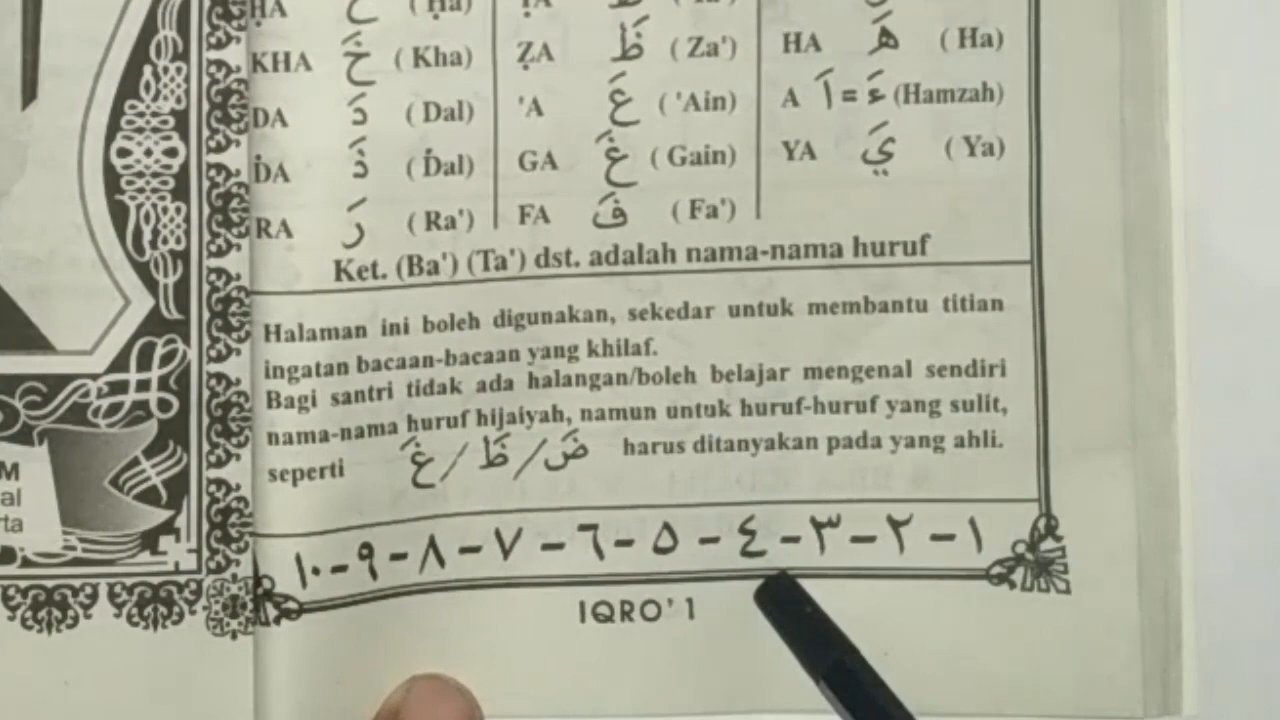 KHA خَ (Kha)
DA دَ (Dal)
ḊA ذَ (Ḋal)
RA رَ (Ra')
ẒA ظَ (Za')
'A عَ ('Ain)
GA غَ (Gain)
FA فَ (Fa')
HA هَ (Ha)
A أَ = ءَ (Hamzah)
YA يَ (Ya)
Ket. (Ba') (Ta') dst. adalah nama-nama huruf
Halaman ini boleh digunakan, sekedar untuk membantu titian
ingatan bacaan-bacaan yang khilaf.
Bagi santri tidak ada halangan/boleh belajar mengenal sendiri
nama-nama huruf hijaiyah, namun untuk huruf-huruf yang sulit,
seperti ضَ / ظَ / غَ harus ditanyakan pada yang ahli.
١ - ٢ - ٣ - ٤ - ٥ - ٦ - ٧ - ٨ - ٩ - ١٠
IQRO' 1